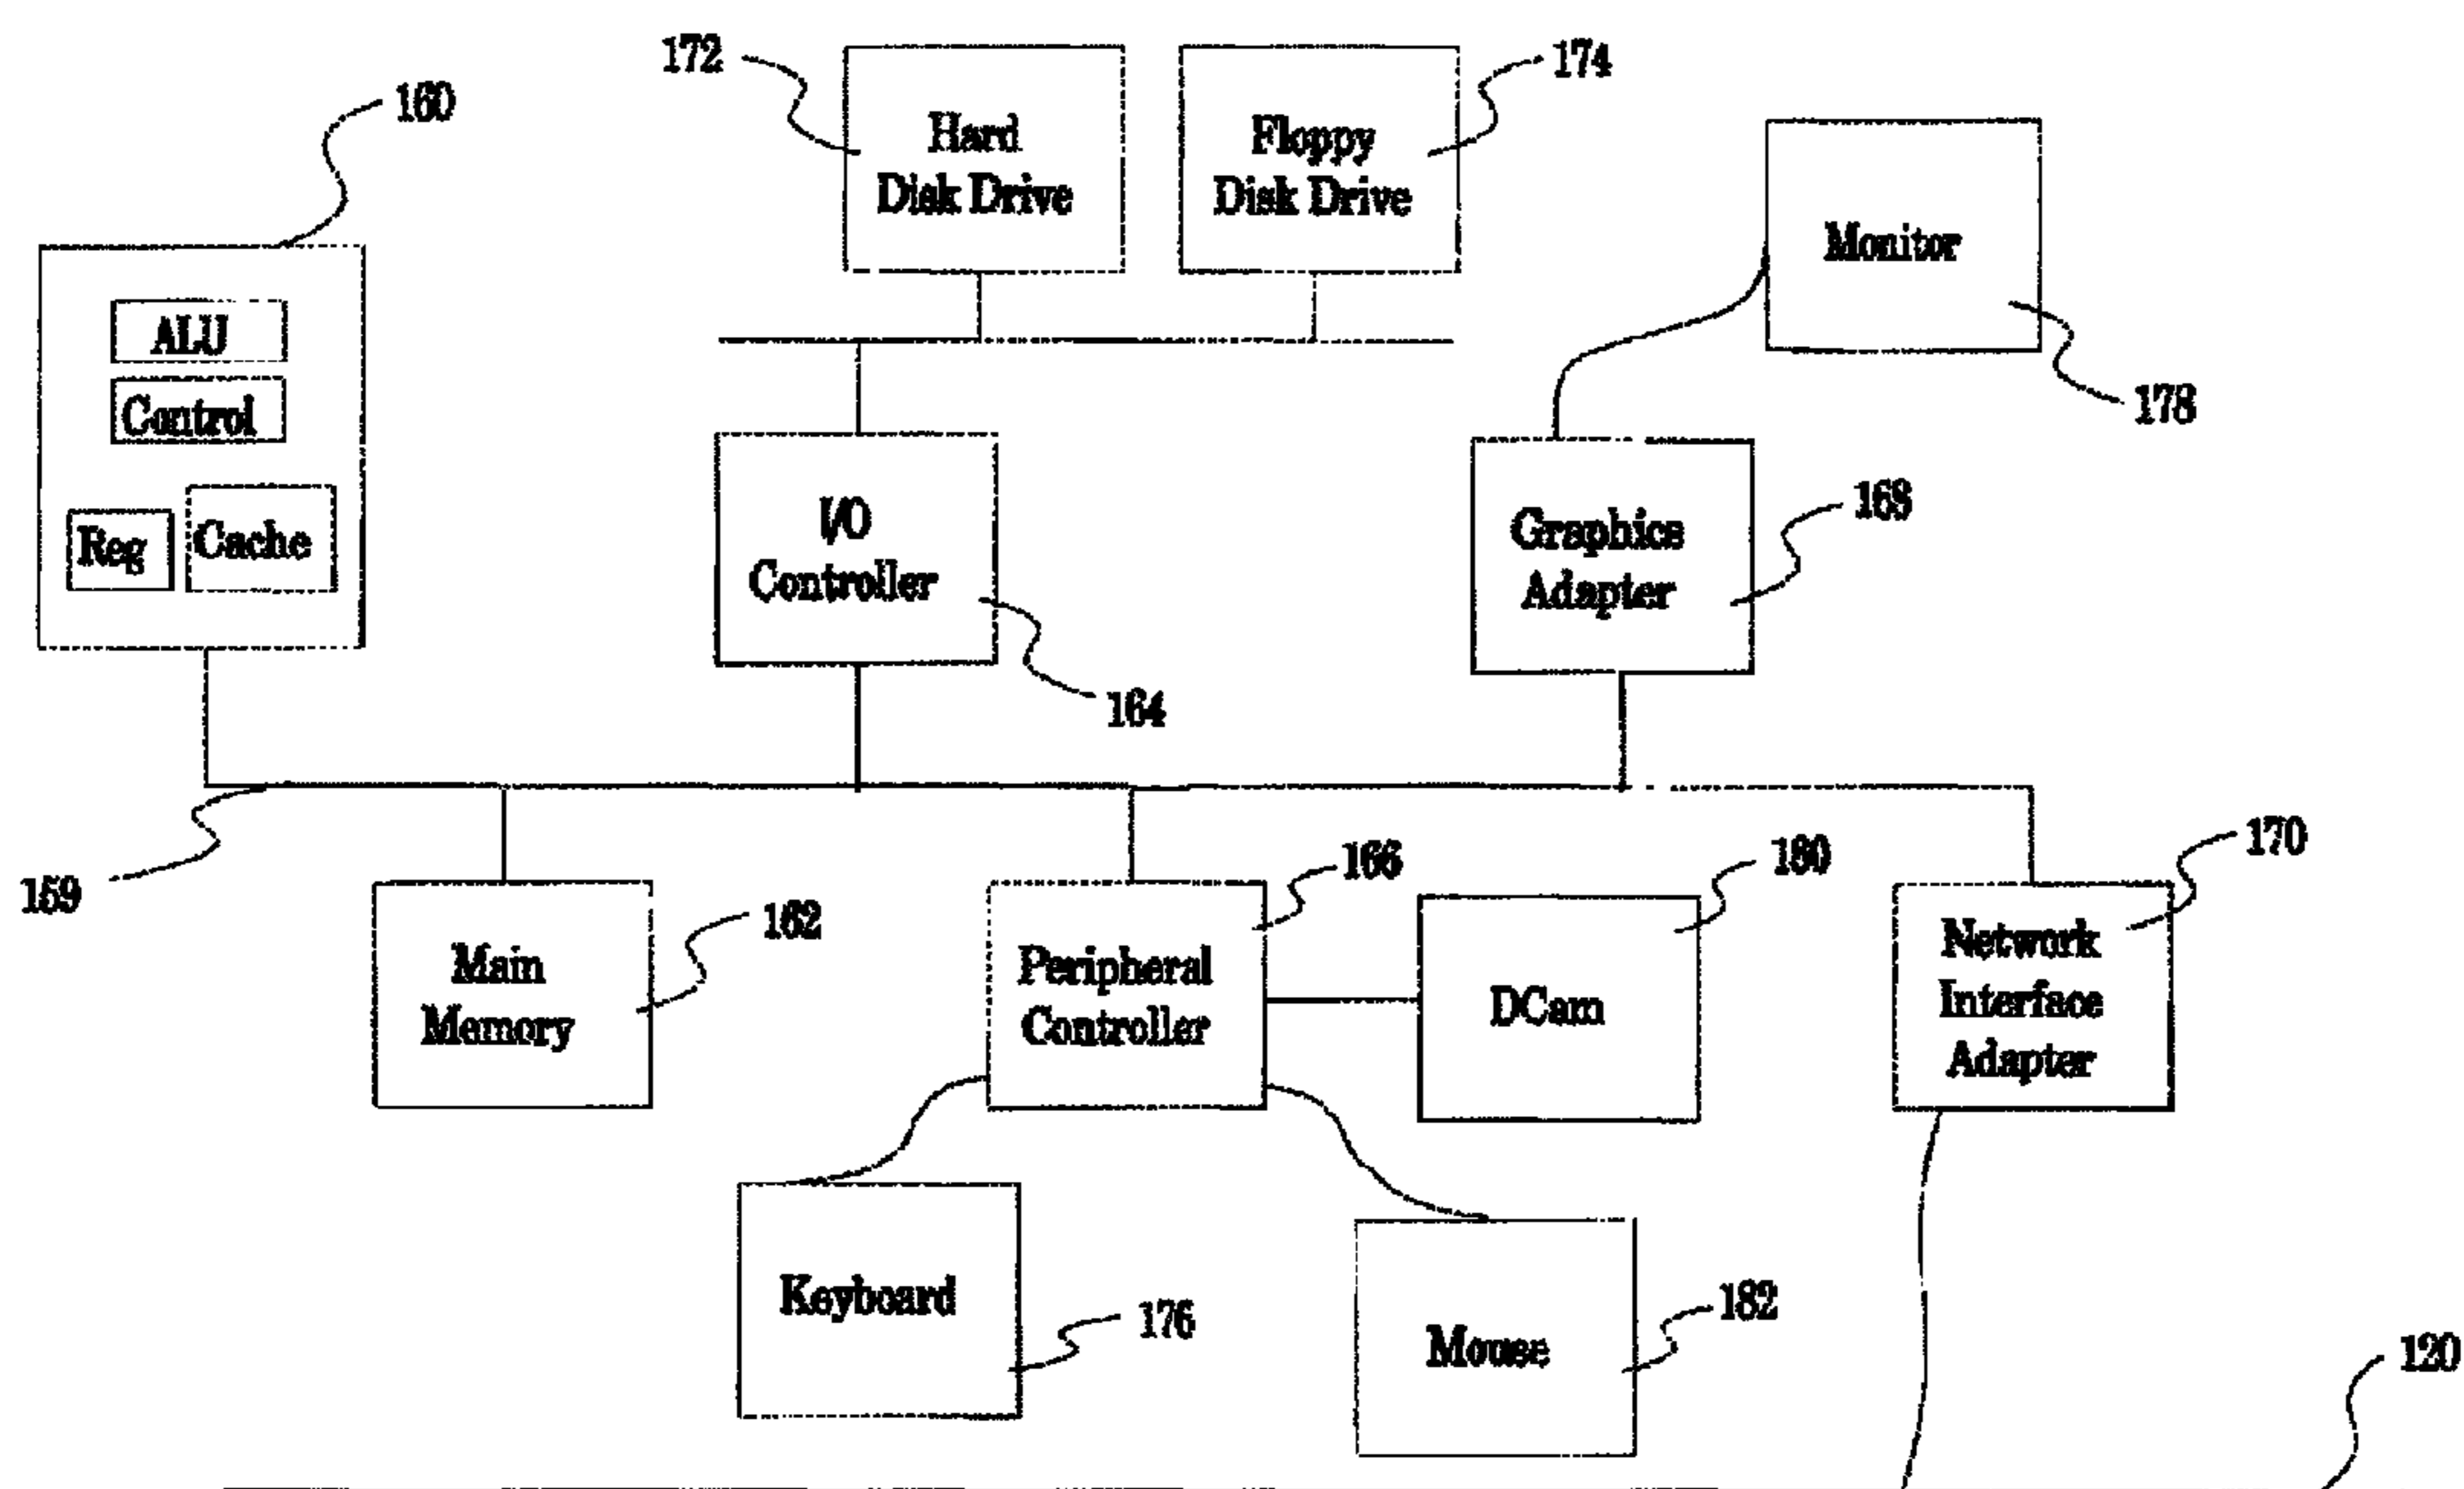 172
174
160
Hard
Disk Drive
Floppy
Disk Drive
Monitor
ALU
Control
178
Reg
Cache
I/O
Controller
Graphics
Adapter
168
164
159
162
166
180
170
Main
Memory
Peripheral
Controller
DCam
Network
Interface
Adapter
Keyboard
176
Mouse
182
120